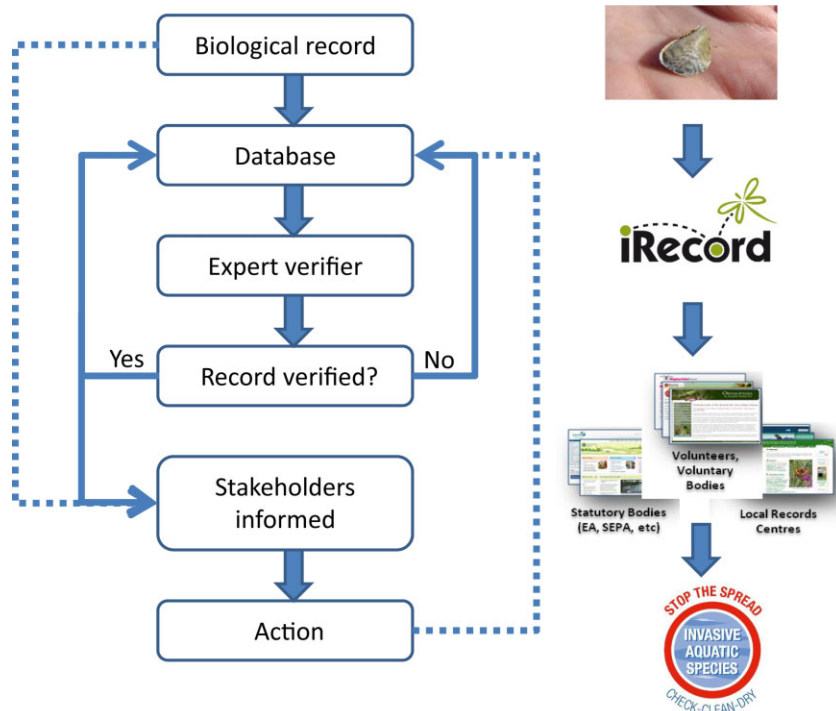 Biological record
Database
Expert verifier
Yes
Record verified?
No
Stakeholders
informed
Action
iRecord
Volunteers,
Voluntary
Bodies
Statutory Bodies
(EA, SEPA, etc)
Local Records
Centres
STOP THE SPREAD
INVASIVE
AQUATIC
SPECIES
CHECK-CLEAN-DRY